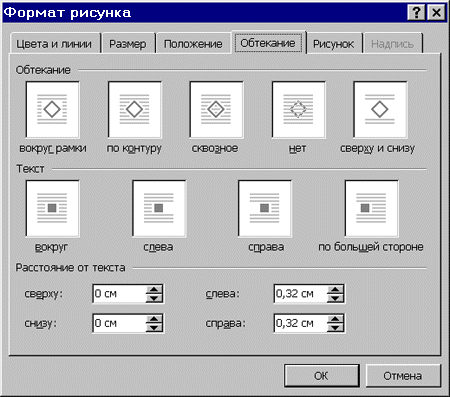 Формат рисунка
Цвета и линии Размер Положение Обтекание Рисунок Надпись
Обтекание
вокруг рамки по контуру сквозное нет сверху и снизу
Текст
вокруг слева справа по большей стороне
Расстояние от текста
сверху: 0 см слева: 0,32 см
снизу: 0 см справа: 0,32 см
ОК Отмена